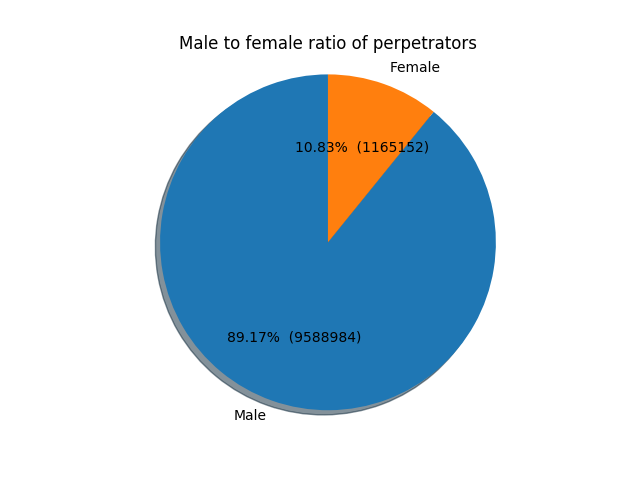 Male to female ratio of perpetrators
Female
10.83%  (1165152)
89.17%  (9588984)
Male